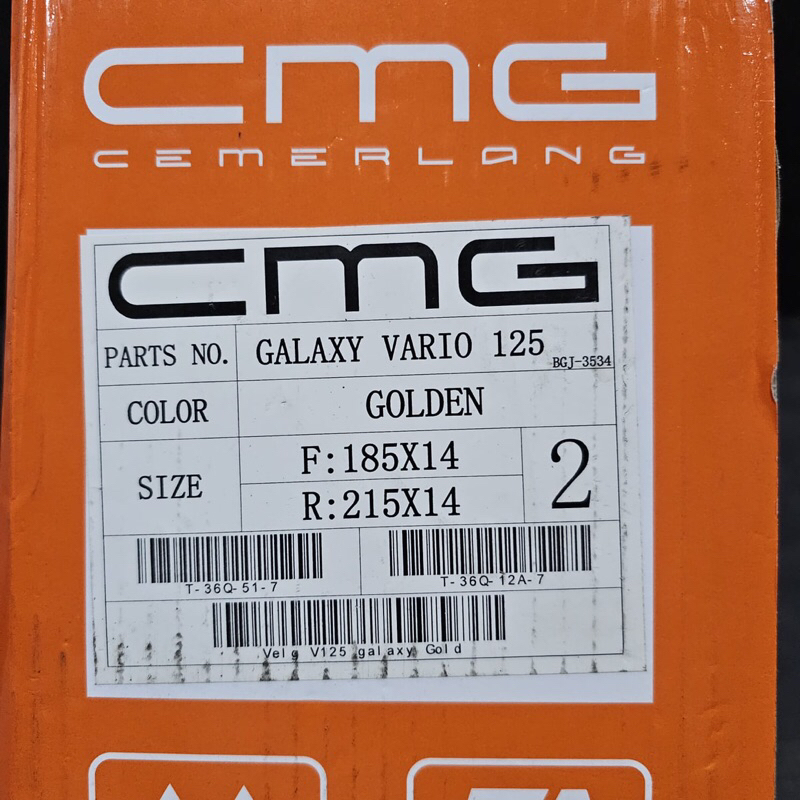 CMG
CEMERLANG
CMG
PARTS NO. GALAXY VARIO 125 BGJ-3534
COLOR GOLDEN
SIZE F:185X14 2
R:215X14
T-36Q-51-7 T-36Q-12A-7
Velg V125 galaxy Gold